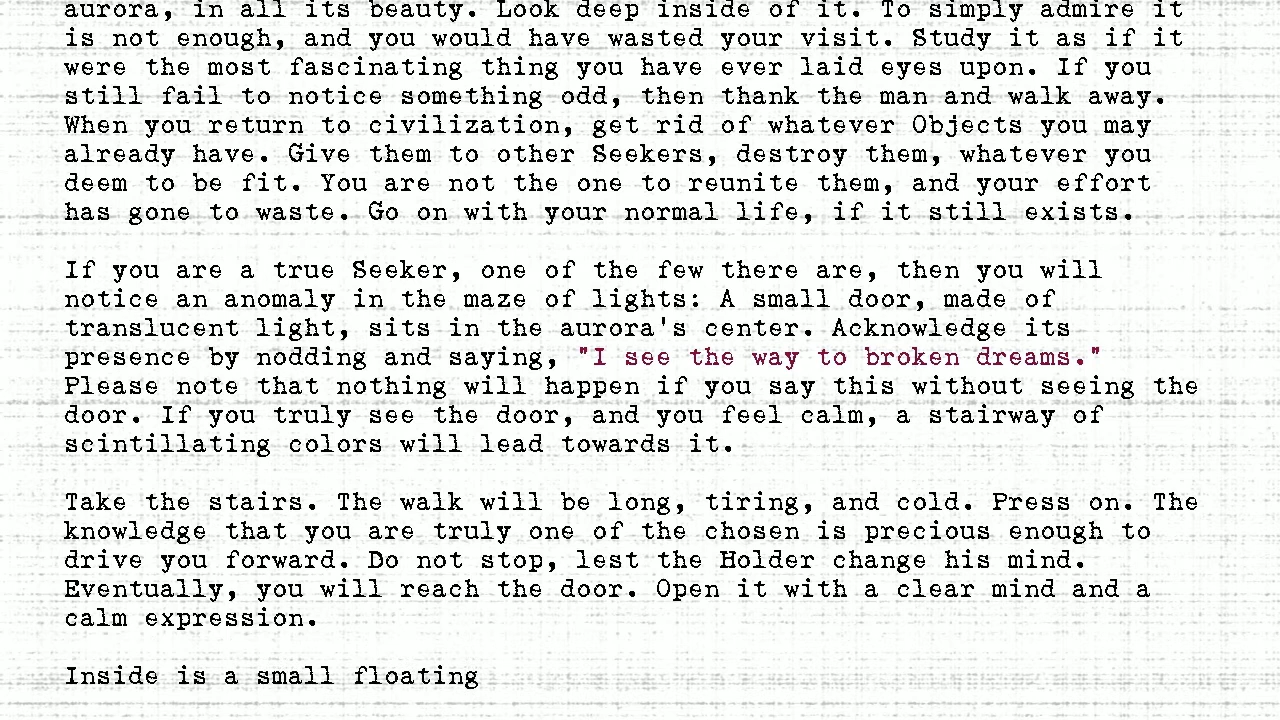 aurora, in all its beauty. Look deep inside of it. To simply admire it
is not enough, and you would have wasted your visit. Study it as if it
were the most fascinating thing you have ever laid eyes upon. If you
still fail to notice something odd, then thank the man and walk away.
When you return to civilization, get rid of whatever Objects you may
already have. Give them to other Seekers, destroy them, whatever you
deem to be fit. You are not the one to reunite them, and your effort
has gone to waste. Go on with your normal life, if it still exists.
If you are a true Seeker, one of the few there are, then you will
notice an anomaly in the maze of lights: A small door, made of
translucent light, sits in the aurora's center. Acknowledge its
presence by nodding and saying, "I see the way to broken dreams."
Please note that nothing will happen if you say this without seeing the
door. If you truly see the door, and you feel calm, a stairway of
scintillating colors will lead towards it.
Take the stairs. The walk will be long, tiring, and cold. Press on. The
knowledge that you are truly one of the chosen is precious enough to
drive you forward. Do not stop, lest the Holder change his mind.
Eventually, you will reach the door. Open it with a clear mind and a
calm expression.
Inside is a small floating